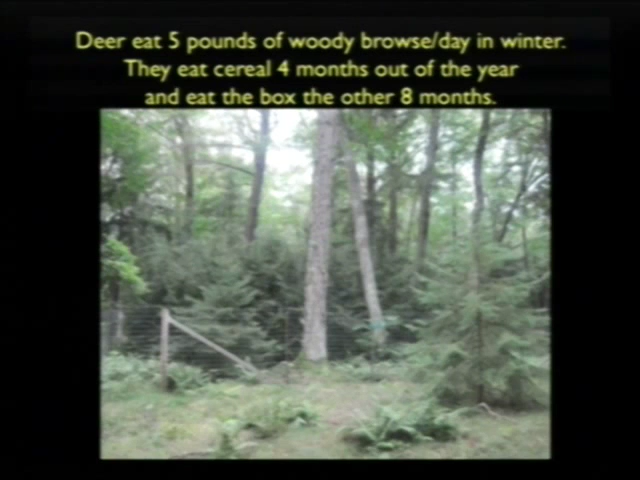 Deer eat 5 pounds of woody browse/day in winter.
They eat cereal 4 months out of the year
and eat the box the other 8 months.